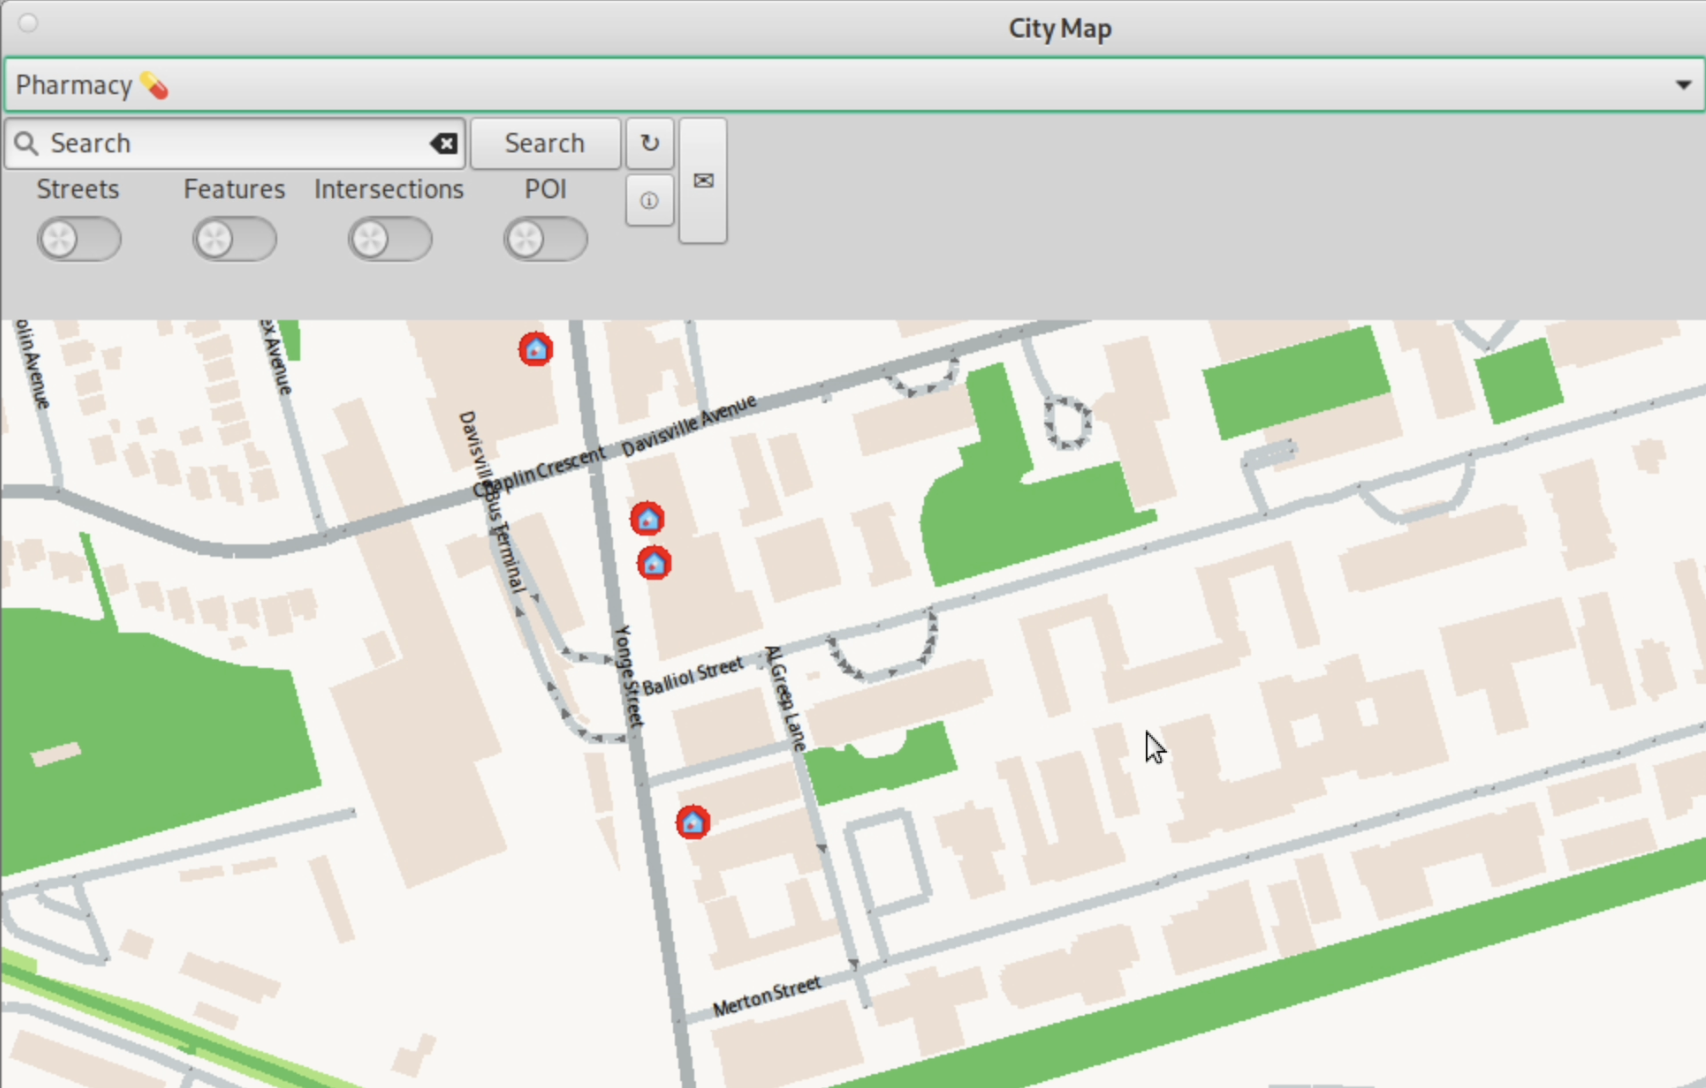 City Map
Pharmacy 💊
Search
Search
Streets
Features
Intersections
POI
olin Avenue
ex Avenue
Davisville Bus Terminal
Chaplin Crescent
Davisville Avenue
Yonge Street
Balliol Street
Al Green Lane
Merton Street